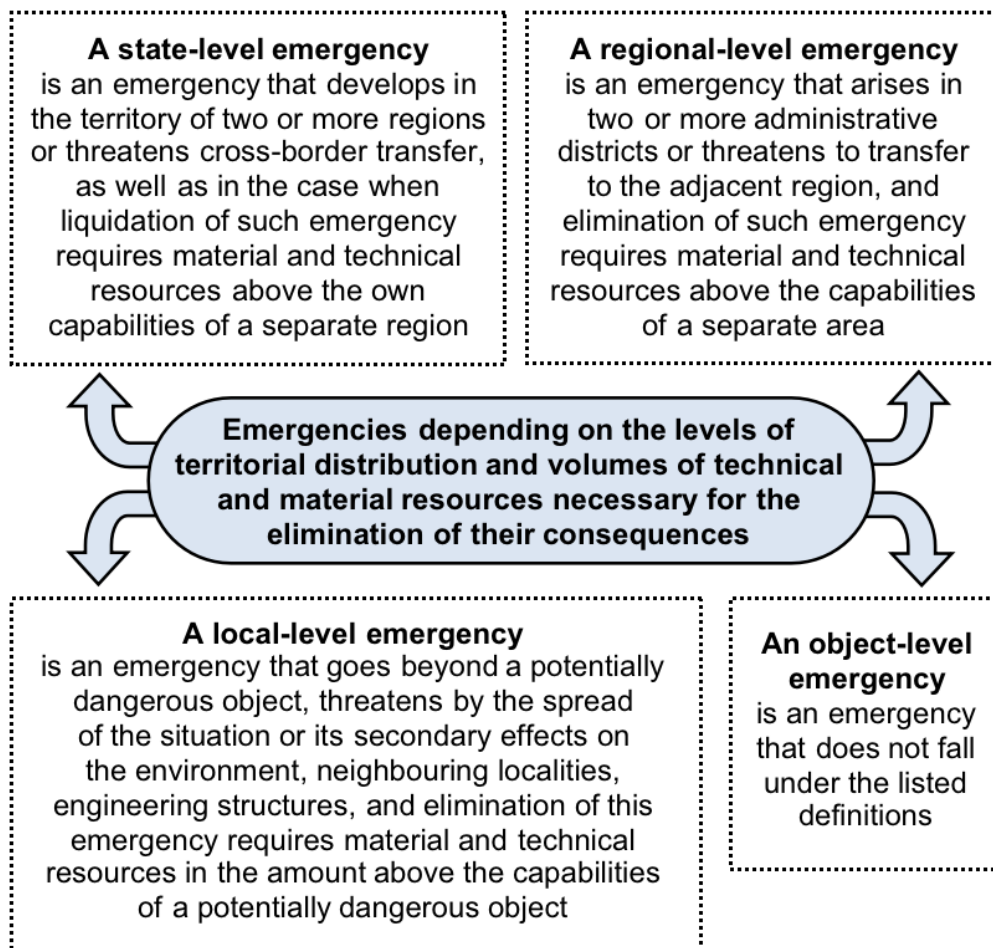 A state-level emergency
is an emergency that develops in
the territory of two or more regions
or threatens cross-border transfer,
as well as in the case when
liquidation of such emergency
requires material and technical
resources above the own
capabilities of a separate region
A regional-level emergency
is an emergency that arises in
two or more administrative
districts or threatens to transfer
to the adjacent region, and
elimination of such emergency
requires material and technical
resources above the capabilities
of a separate area
Emergencies depending on the levels of
territorial distribution and volumes of technical
and material resources necessary for the
elimination of their consequences
A local-level emergency
is an emergency that goes beyond a potentially
dangerous object, threatens by the spread
of the situation or its secondary effects on
the environment, neighbouring localities,
engineering structures, and elimination of this
emergency requires material and technical
resources in the amount above the capabilities
of a potentially dangerous object
An object-level
emergency
is an emergency
that does not fall
under the listed
definitions